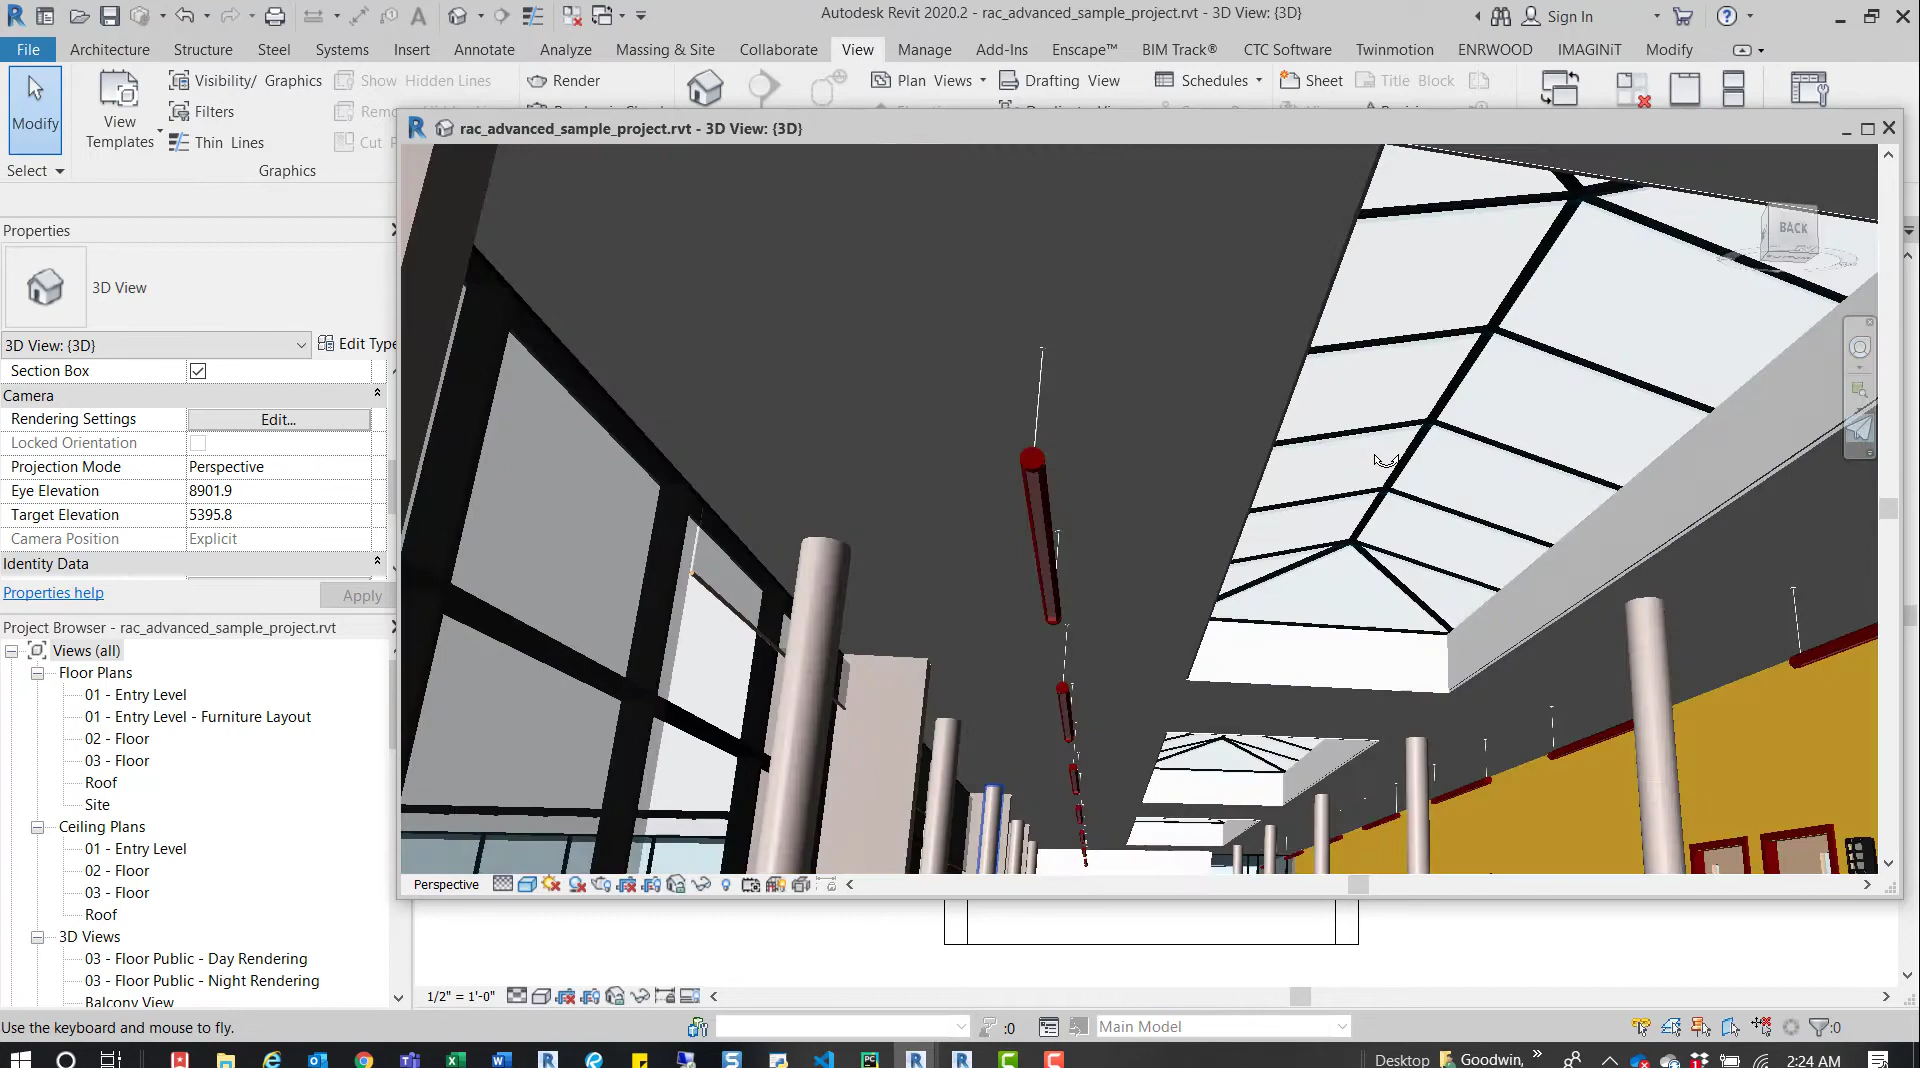 Autodesk Revit 2020.2 - rac_advanced_sample_project.rvt - 3D View: {3D}
Sign In
File Architecture Structure Steel Systems Insert Annotate Analyze Massing & Site Collaborate View Manage Add-Ins Enscape™ BIM Track® CTC Software Twinmotion ENRWOOD IMAGINiT Modify
Visibility/ Graphics Show Hidden Lines Render Plan Views Drafting View Schedules Sheet Title Block
Filters
Modify View Templates Thin Lines Cut
Select Graphics
rac_advanced_sample_project.rvt - 3D View: {3D}
BACK
Properties
3D View
3D View: {3D} Edit Type
Section Box
Camera
Rendering Settings Edit...
Locked Orientation
Projection Mode Perspective
Eye Elevation 8901.9
Target Elevation 5395.8
Camera Position Explicit
Identity Data
Properties help Apply
Project Browser - rac_advanced_sample_project.rvt
Views (all)
Floor Plans
01 - Entry Level
01 - Entry Level - Furniture Layout
02 - Floor
03 - Floor
Roof
Site
Ceiling Plans
01 - Entry Level
02 - Floor
03 - Floor
Roof
3D Views
03 - Floor Public - Day Rendering
03 - Floor Public - Night Rendering
Balcony View
Perspective
1/2" = 1'-0"
Use the keyboard and mouse to fly.
:0 Main Model :0
Desktop Goodwin, 2:24 AM